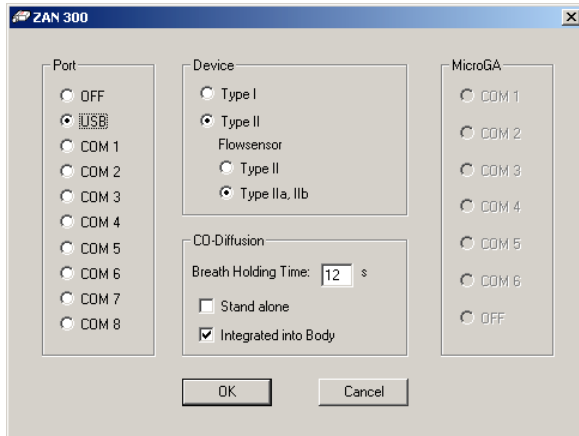 ZAN 300
Port
OFF
USB
COM 1
COM 2
COM 3
COM 4
COM 5
COM 6
COM 7
COM 8
Device
Type I
Type II
Flowsensor
Type II
Type IIa, IIb
CO-Diffusion
Breath Holding Time: 12 s
Stand alone
Integrated into Body
MicroGA
COM 1
COM 2
COM 3
COM 4
COM 5
COM 6
OFF
OK
Cancel